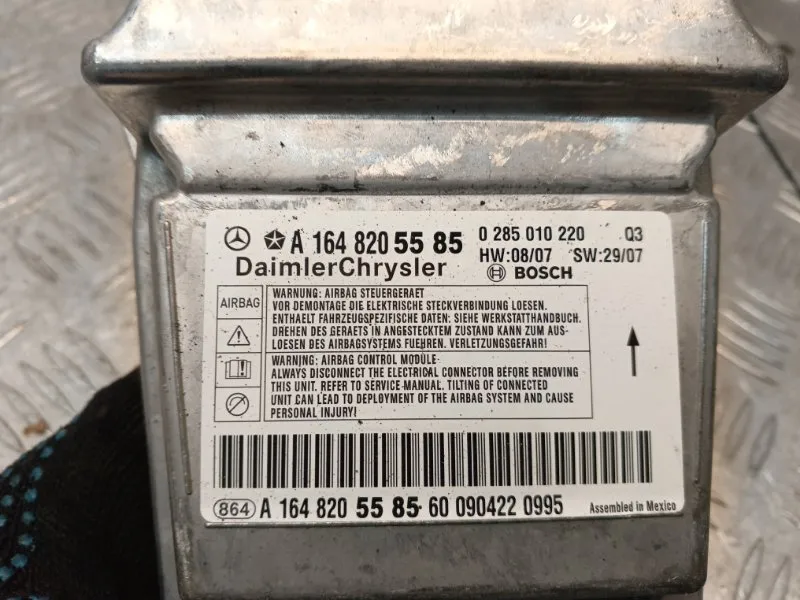 A 164 820 55 85 0 285 010 220 Q3
DaimlerChrysler HW:08/07 SW:29/07
BOSCH
AIRBAG
WARNUNG: AIRBAG STEUERGERAET
VOR DEMONTAGE DIE ELEKTRISCHE STECKVERBINDUNG LOESEN.
ENTHAELT FAHRZEUGSPEZIFISCHE DATEN: SIEHE WERKSTATTHANDBUCH.
DREHEN DES GERAETS IN ANGESTECKTEM ZUSTAND KANN ZUM AUS-
LOESEN DES AIRBAGSYSTEMS FUEHREN. VERLETZUNGSGEFAHR!
WARNING: AIRBAG CONTROL MODULE
ALWAYS DISCONNECT THE ELECTRICAL CONNECTOR BEFORE REMOVING
THIS UNIT. REFER TO SERVICE-MANUAL. TILTING OF CONNECTED
UNIT CAN LEAD TO DEPLOYMENT OF THE AIRBAG SYSTEM AND CAUSE
PERSONAL INJURY!
864 A 164 820 55 85 60 090422 0995 Assembled in Mexico